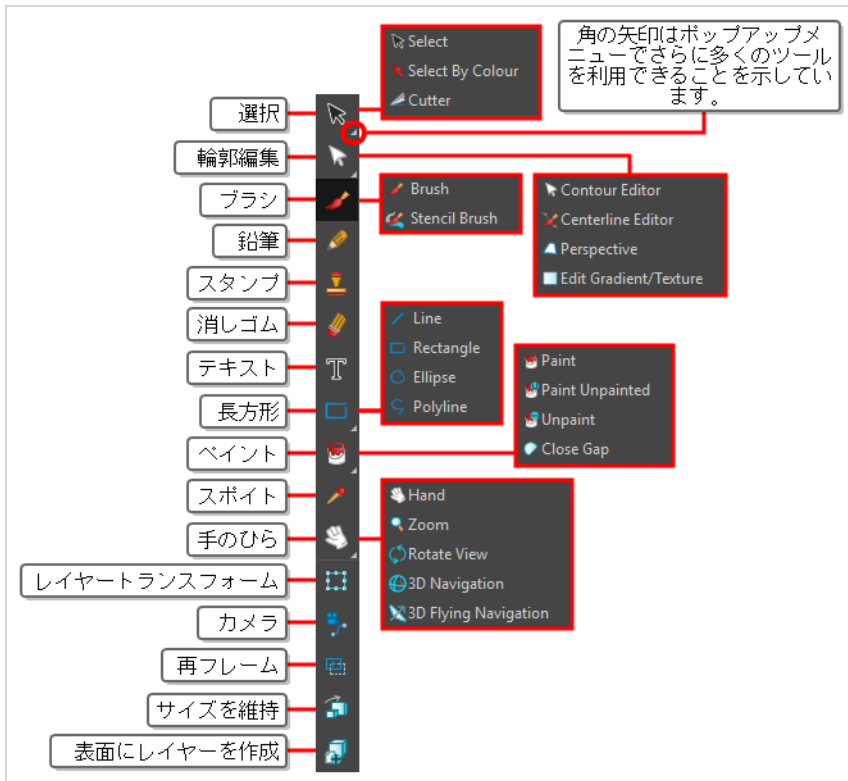 Select
Select By Colour
Cutter
角の矢印はポップアップメ
ニューでさらに多くのツール
を利用できることを示してい
ます。
選択
輪郭編集
ブラシ
鉛筆
スタンプ
消しゴム
テキスト
長方形
ペイント
スポイト
手のひら
レイヤートランスフォーム
カメラ
再フレーム
サイズを維持
表面にレイヤーを作成
Brush
Stencil Brush
Contour Editor
Centerline Editor
Perspective
Edit Gradient/Texture
Line
Rectangle
Ellipse
Polyline
Paint
Paint Unpainted
Unpaint
Close Gap
Hand
Zoom
Rotate View
3D Navigation
3D Flying Navigation